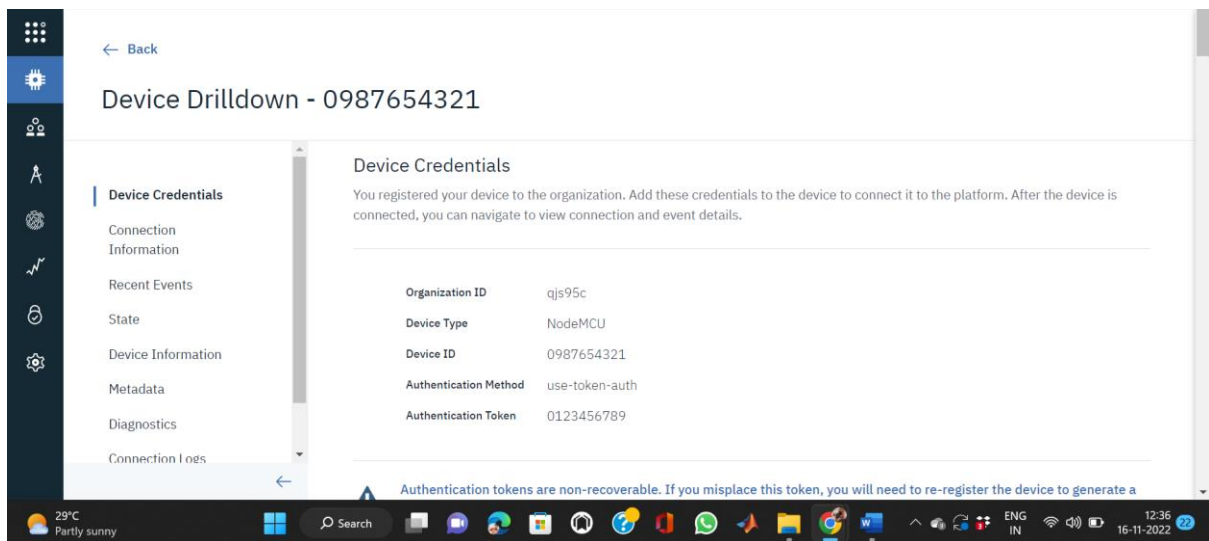 ← Back
Device Drilldown - 0987654321
Device Credentials
Connection
Information
Recent Events
State
Device Information
Metadata
Diagnostics
Connection Logs
Device Credentials
You registered your device to the organization. Add these credentials to the device to connect it to the platform. After the device is
connected, you can navigate to view connection and event details.
Organization ID qjs95c
Device Type NodeMCU
Device ID 0987654321
Authentication Method use-token-auth
Authentication Token 0123456789
Authentication tokens are non-recoverable. If you misplace this token, you will need to re-register the device to generate a
29°C
Partly sunny
Search
ENG
IN
12:36
16-11-2022
22